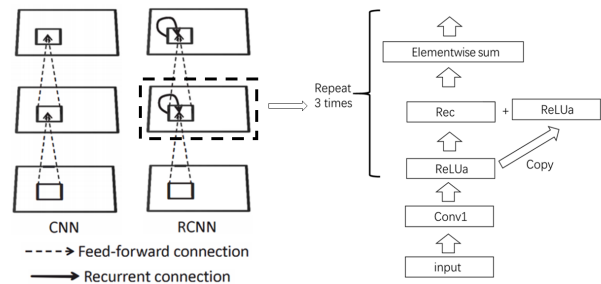 CNN
RCNN
Feed-forward connection
Recurrent connection
Repeat
3 times
Elementwise sum
Rec
+
ReLUa
ReLUa
Copy
Conv1
input